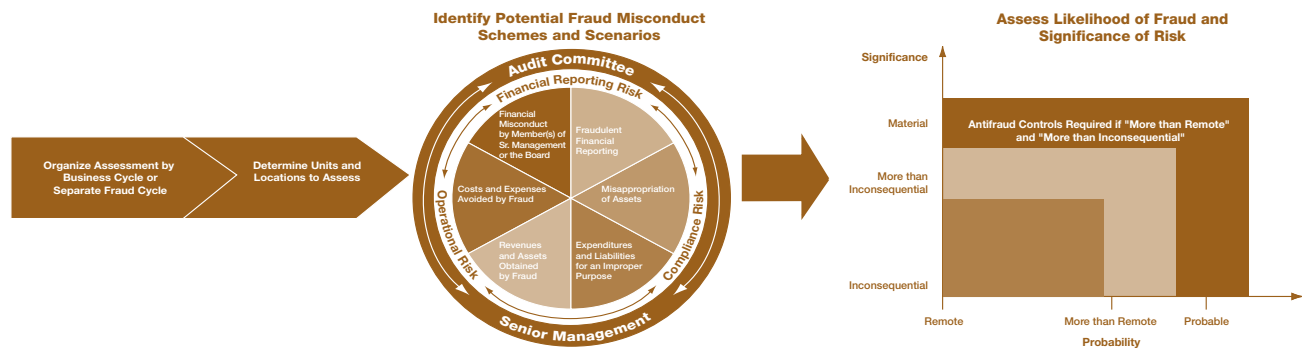 Organize Assessment by
Business Cycle or
Separate Fraud Cycle
Determine Units and
Locations to Assess
Identify Potential Fraud Misconduct
Schemes and Scenarios
Audit Committee
Financial Reporting Risk
Financial
Misconduct
by Member(s) of
Sr. Management
or the Board
Fraudulent
Financial
Reporting
Costs and Expenses
Avoided by Fraud
Misappropriation
of Assets
Revenues
and Assets
Obtained
by Fraud
Expenditures
and Liabilities
for an Improper
Purpose
Operational Risk
Compliance Risk
Senior Management
Assess Likelihood of Fraud and
Significance of Risk
Significance
Material
Antifraud Controls Required if "More than Remote"
and "More than Inconsequential"
More than
Inconsequential
Inconsequential
Remote
More than Remote
Probable
Probability